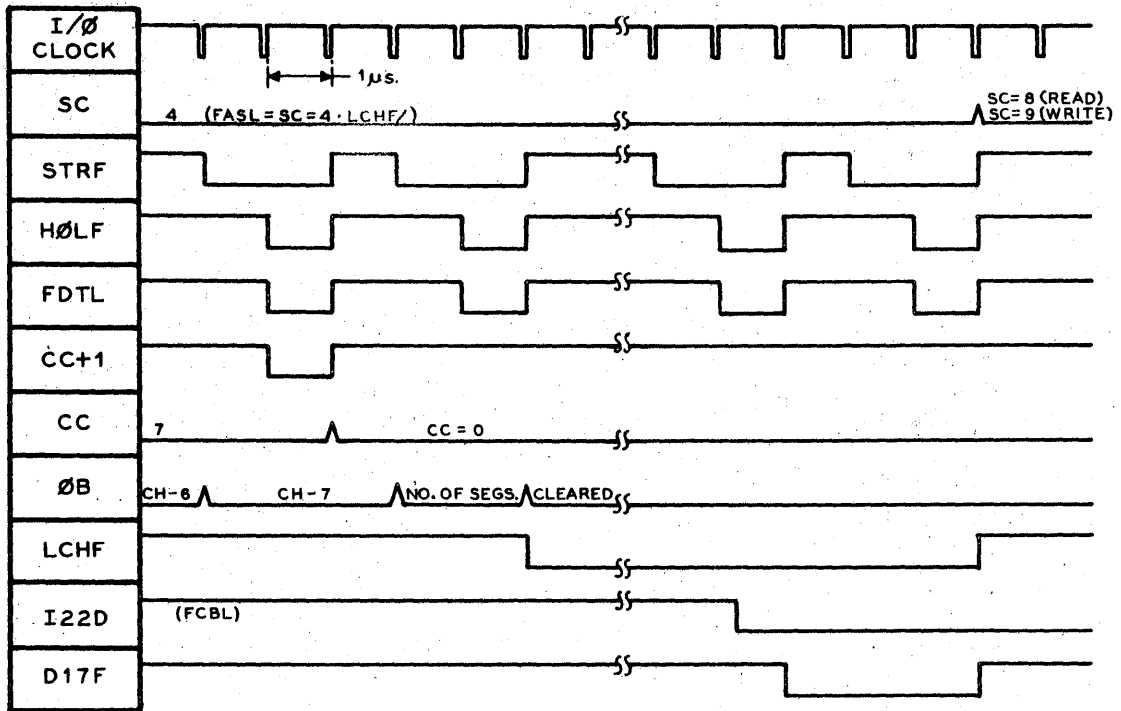 I/Ø
CLOCK
1μs.
SC
4 (FASL = SC=4 · LCHF/)
SC= 8 (READ)
SC= 9 (WRITE)
STRF
HØLF
FDTL
CC+1
CC
7
CC = 0
ØB
CH-6
CH-7
NO. OF SEGS.
CLEARED
LCHF
I22D
(FCBL)
D17F